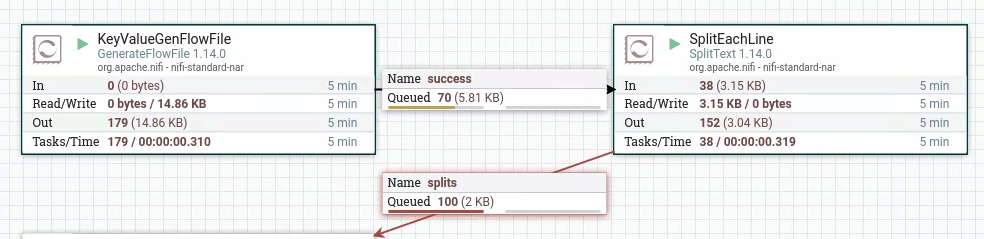 KeyValueGenFlowFile
GenerateFlowFile 1.14.0
org.apache.nifi - nifi-standard-nar
In 0 (0 bytes) 5 min
Read/Write 0 bytes / 14.86 KB 5 min
Out 179 (14.86 KB) 5 min
Tasks/Time 179 / 00:00:00.310 5 min
Name success
Queued 70 (5.81 KB)
SplitEachLine
SplitText 1.14.0
org.apache.nifi - nifi-standard-nar
In 38 (3.15 KB) 5 min
Read/Write 3.15 KB / 0 bytes 5 min
Out 152 (3.04 KB) 5 min
Tasks/Time 38 / 00:00:00.319 5 min
Name splits
Queued 100 (2 KB)